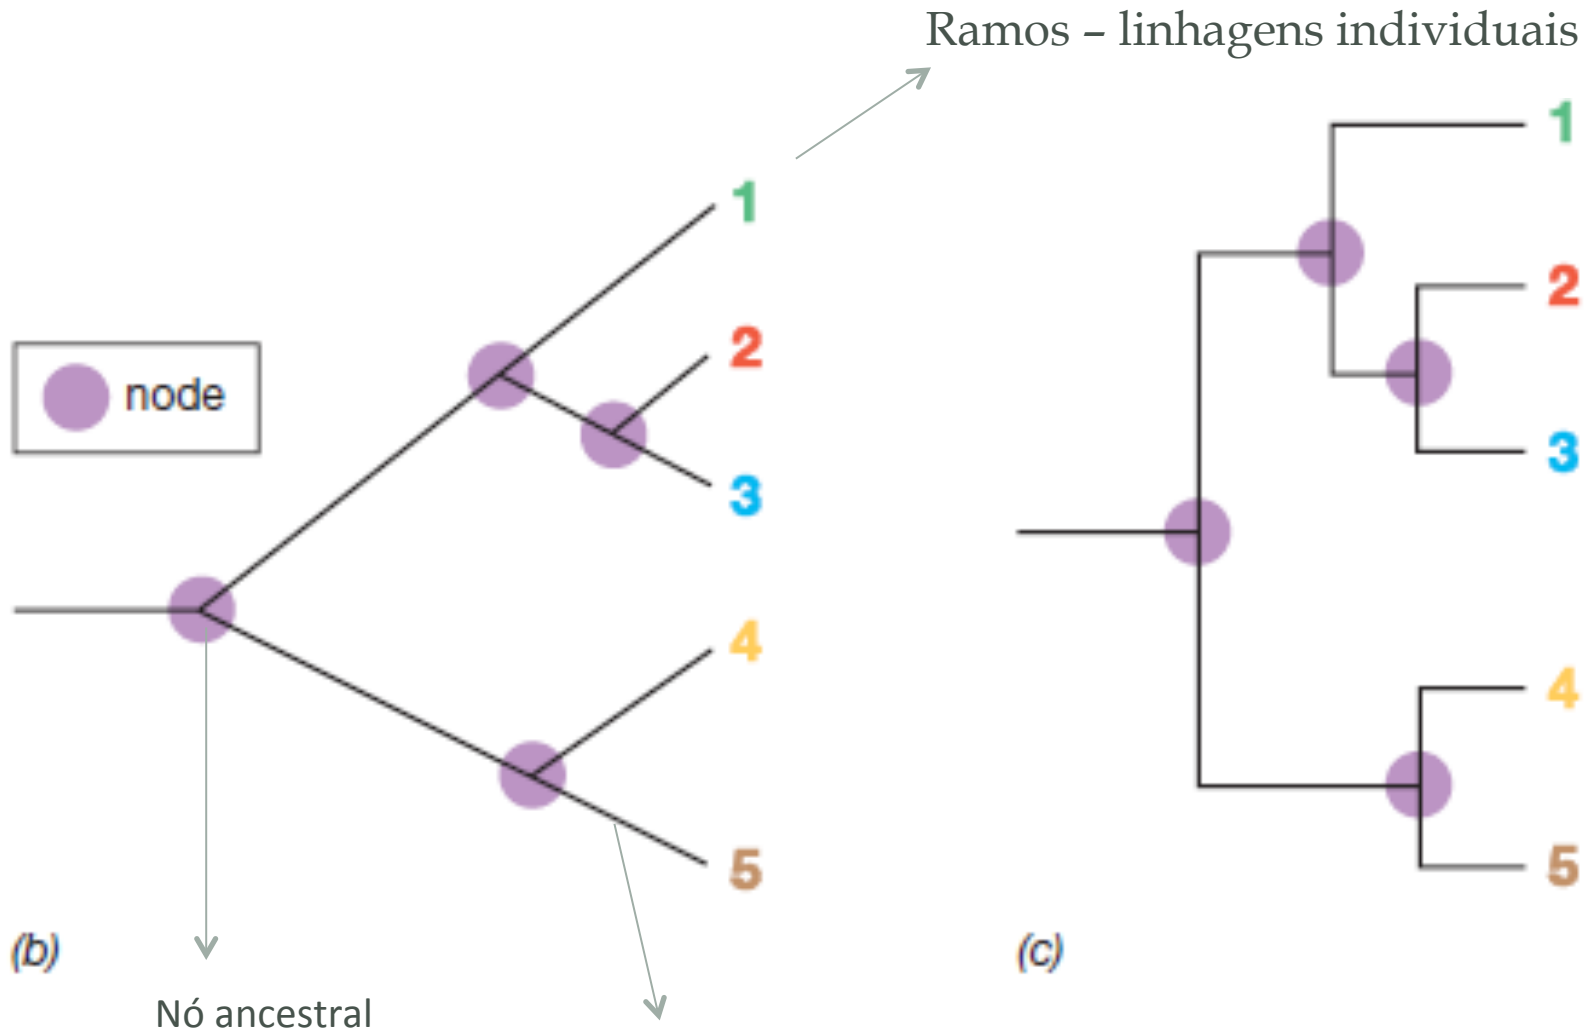 Ramos – linhagens individuais
1
2
3
4
5
node
(b)
Nó ancestral
1
2
3
4
5
(c)